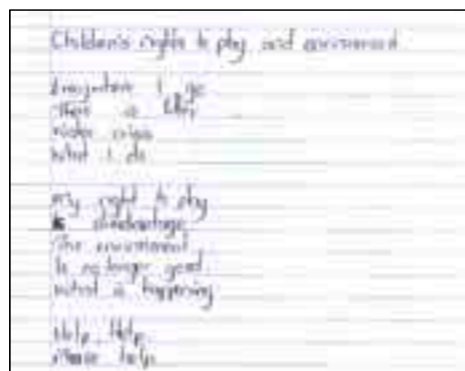 Children's rights to play and environment
I go
There is litter
What I do
My right to play
disadvantage
The environment
Is no longer good
What is happening
Help Help
Please help